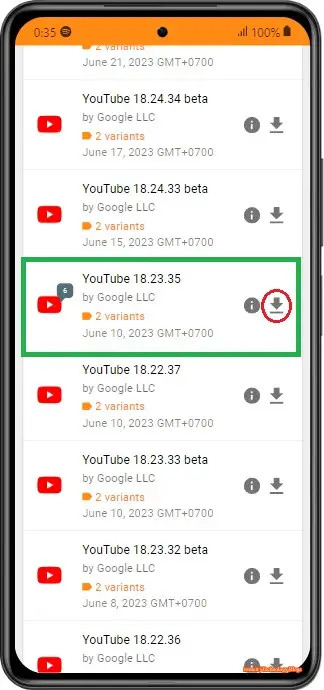 0:35
100%
2 variants
June 21, 2023 GMT+0700
YouTube 18.24.34 beta
by Google LLC
2 variants
June 17, 2023 GMT+0700
YouTube 18.24.33 beta
by Google LLC
2 variants
June 15, 2023 GMT+0700
6
YouTube 18.23.35
by Google LLC
2 variants
June 10, 2023 GMT+0700
YouTube 18.22.37
by Google LLC
2 variants
June 10, 2023 GMT+0700
YouTube 18.23.33 beta
by Google LLC
2 variants
June 10, 2023 GMT+0700
YouTube 18.23.32 beta
by Google LLC
2 variants
June 8, 2023 GMT+0700
YouTube 18.22.36
by Google LLC